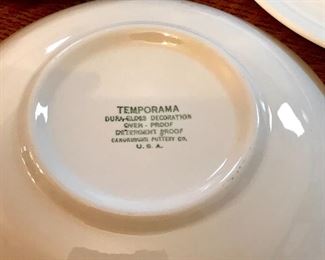 TEMPORAMA
DURA-GLOSS DECORATION
OVEN - PROOF
DETERGENT PROOF
CANONSBURG POTTERY CO.
U. S. A.